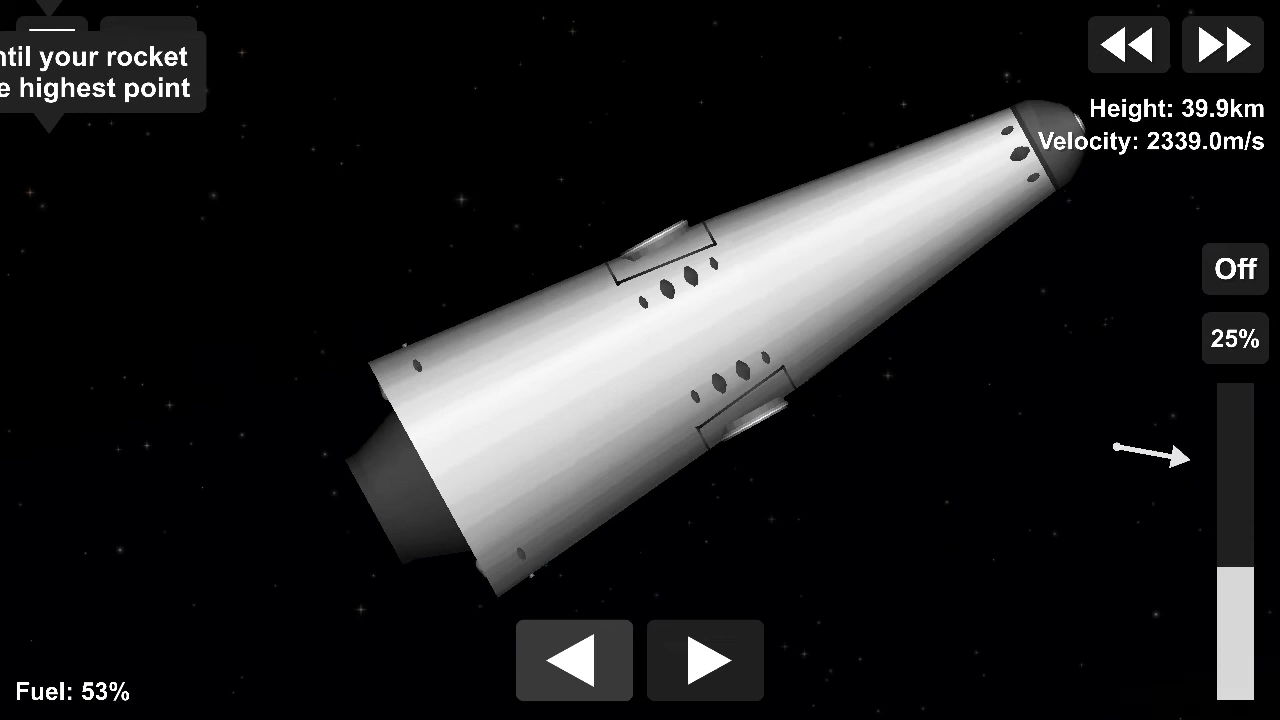 ntil your rocket
e highest point
Height: 39.9km
Velocity: 2339.0m/s
Off
25%
Fuel: 53%